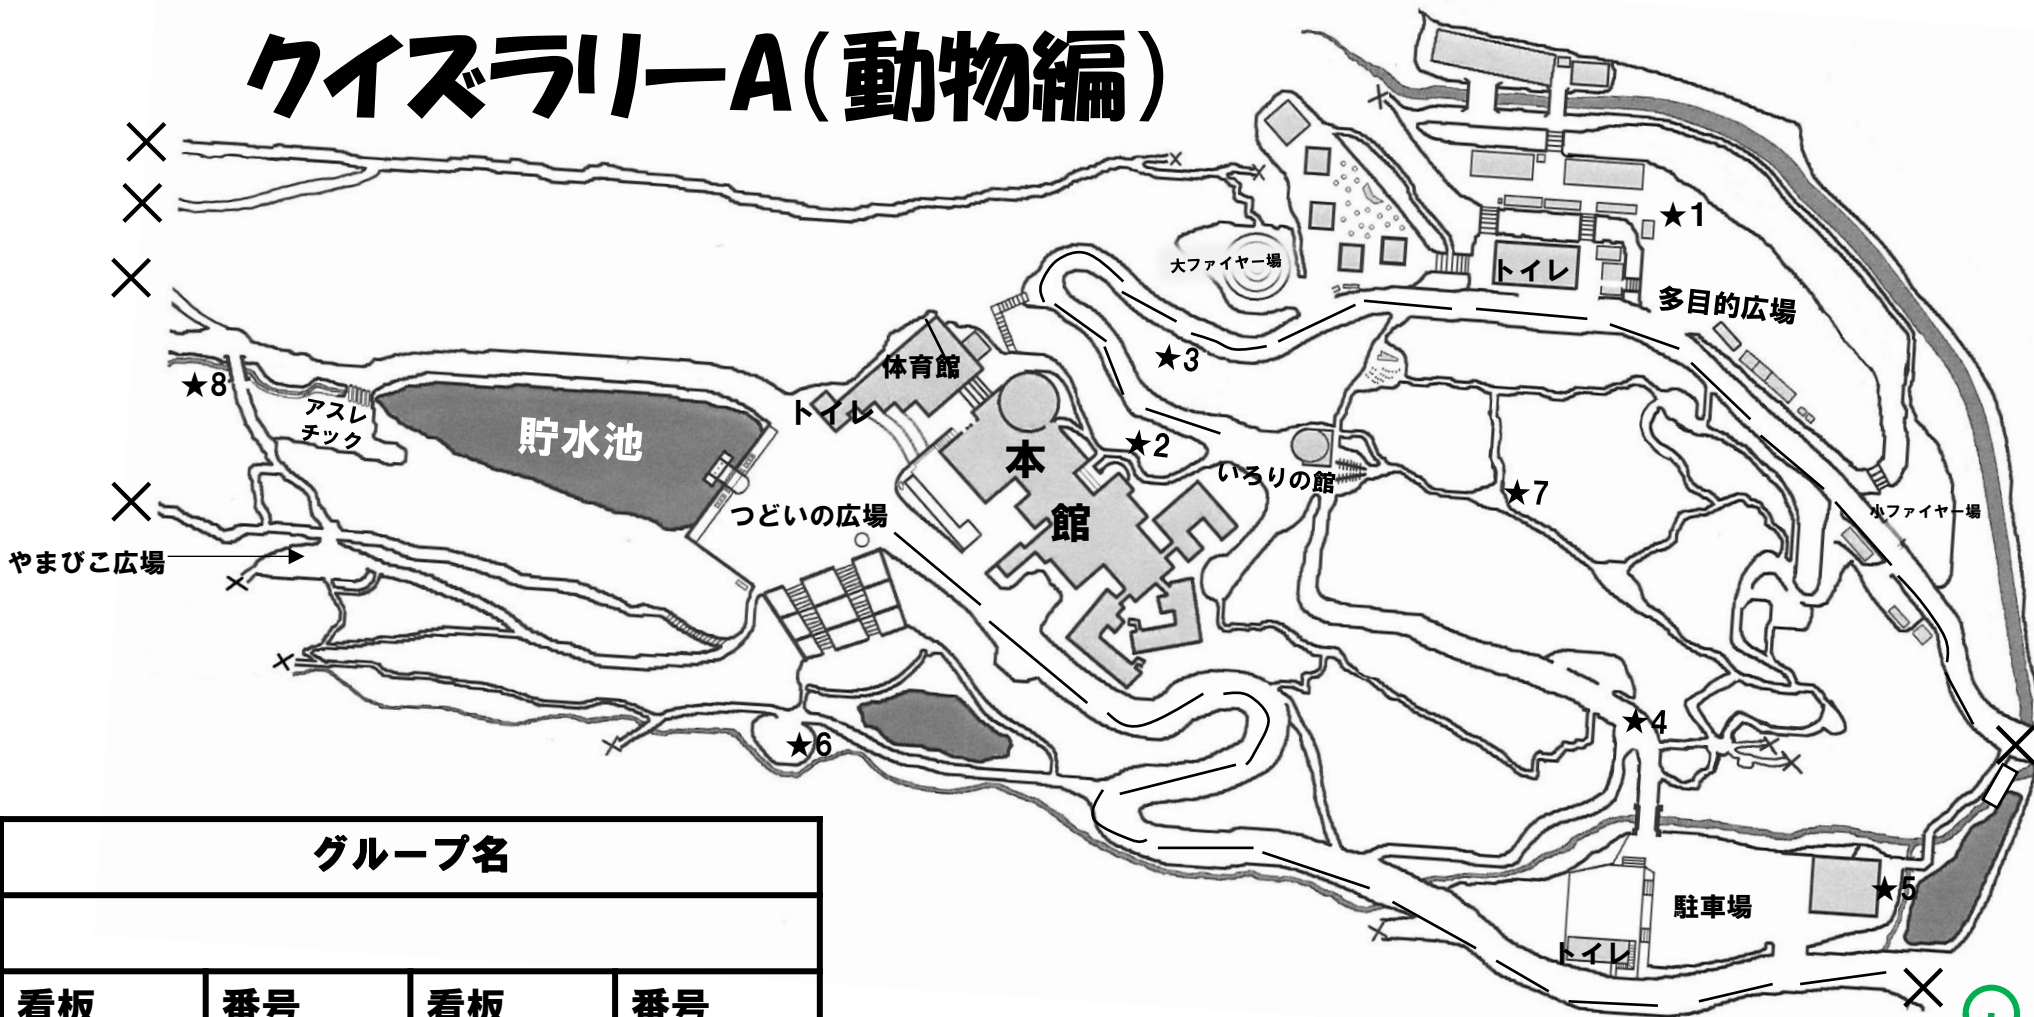 クイズラリーA(動物編)
★1
大ファイヤー場
トイレ
多目的広場
★3
体育館
★8
アスレ
チック
トイレ
貯水池
本
館
★2
いろりの館
★7
つどいの広場
小ファイヤー場
やまびこ広場
★4
★6
グループ名
★5
駐車場
トイレ
看板 番号 看板 番号